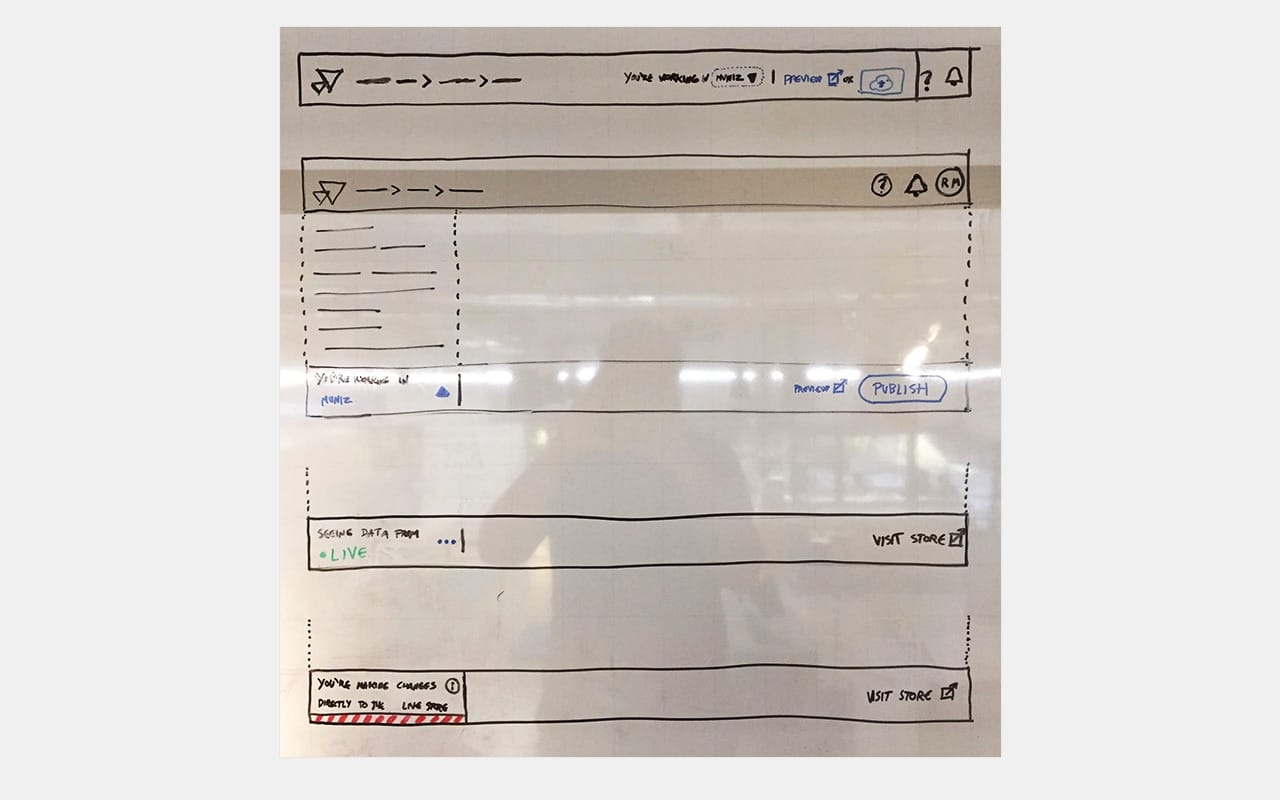 YOU'RE WORKING IN MUNIZ | PREVIEW OR ?
? RM
YOU'RE WORKING IN
MUNIZ
PREVIEW PUBLISH
SEEING DATA FROM
• LIVE ... VISIT STORE
YOU'RE MAKING CHANGES i
DIRECTLY TO THE LIVE STORE
VISIT STORE